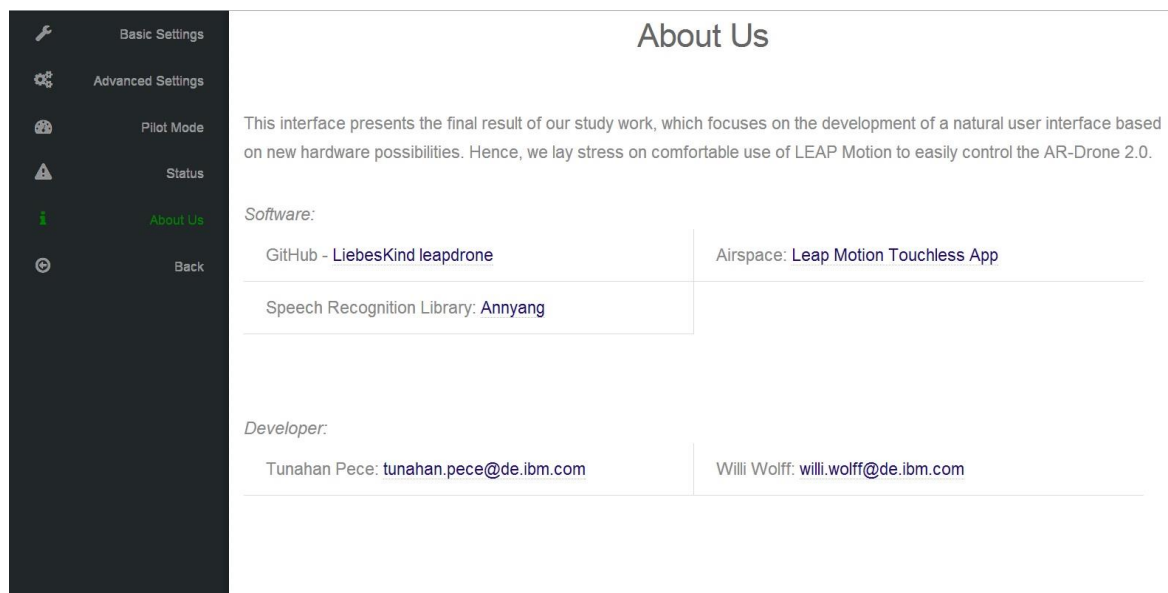 Basic Settings
Advanced Settings
Pilot Mode
Status
About Us
Back
About Us
This interface presents the final result of our study work, which focuses on the development of a natural user interface based
on new hardware possibilities. Hence, we lay stress on comfortable use of LEAP Motion to easily control the AR-Drone 2.0.
Software:
GitHub - LiebesKind leapdrone
Airspace: Leap Motion Touchless App
Speech Recognition Library: Annyang
Developer:
Tunahan Pece: tunahan.pece@de.ibm.com
Willi Wolff: willi.wolff@de.ibm.com